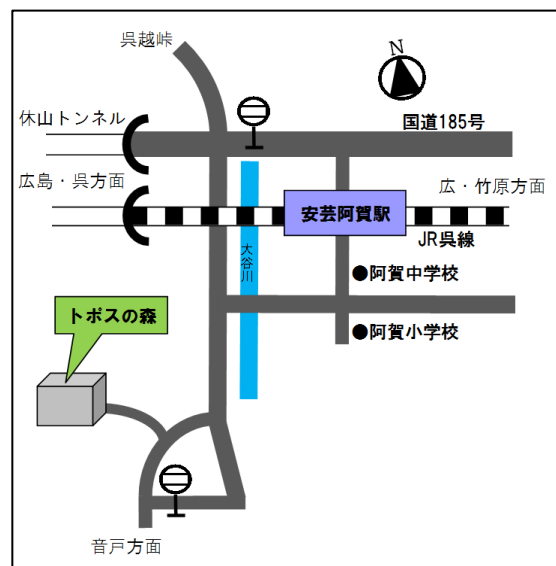 呉越峠
N
休山トンネル
国道185号
広島・呉方面
安芸阿賀駅
広・竹原方面
JR呉線
大谷川
●阿賀中学校
トポスの森
●阿賀小学校
音戸方面